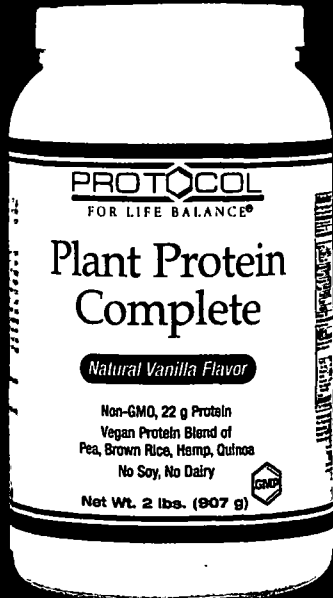 PROTOCOL
FOR LIFE BALANCE®
Plant Protein
Complete
Natural Vanilla Flavor
Non-GMO, 22 g Protein
Vegan Protein Blend of
Pea, Brown Rice, Hemp, Quinoa
No Soy, No Dairy
GMP
Net Wt. 2 lbs. (907 g)